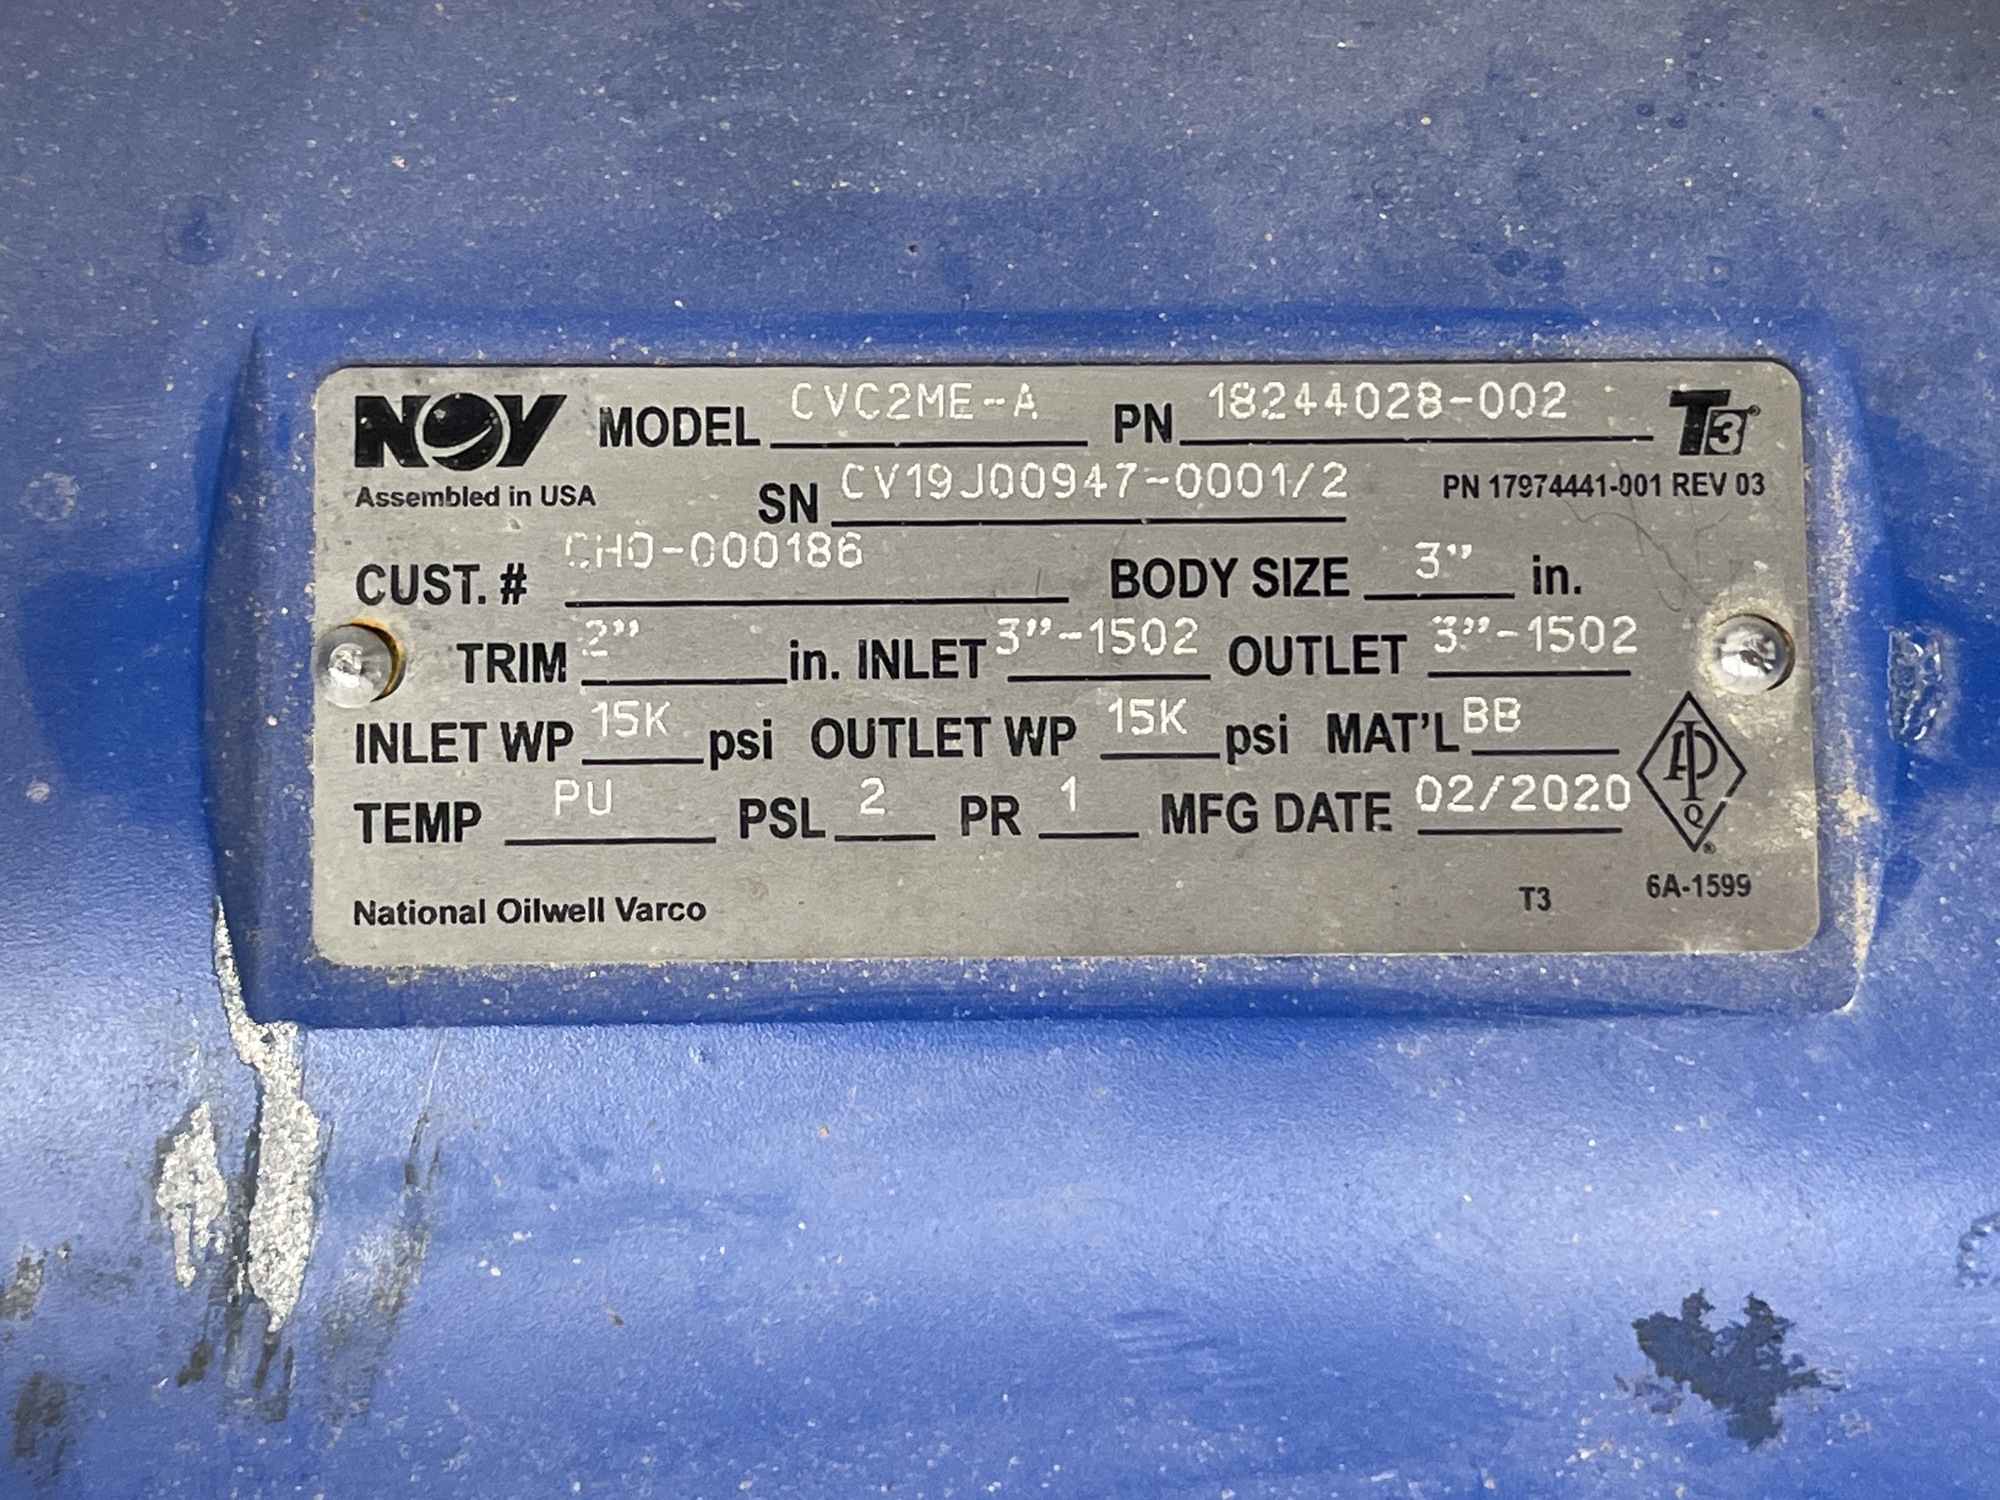 NOV MODEL CVC2ME-A PN 18244028-002 T3
Assembled in USA SN CV19J00947-0001/2 PN 17974441-001 REV 03
CUST. # CHO-000186 BODY SIZE 3" in.
TRIM 2" in. INLET 3"-1502 OUTLET 3"-1502
INLET WP 15K psi OUTLET WP 15K psi MAT'L BB
TEMP PU PSL 2 PR 1 MFG DATE 02/2020 API Q
National Oilwell Varco T3 6A-1599